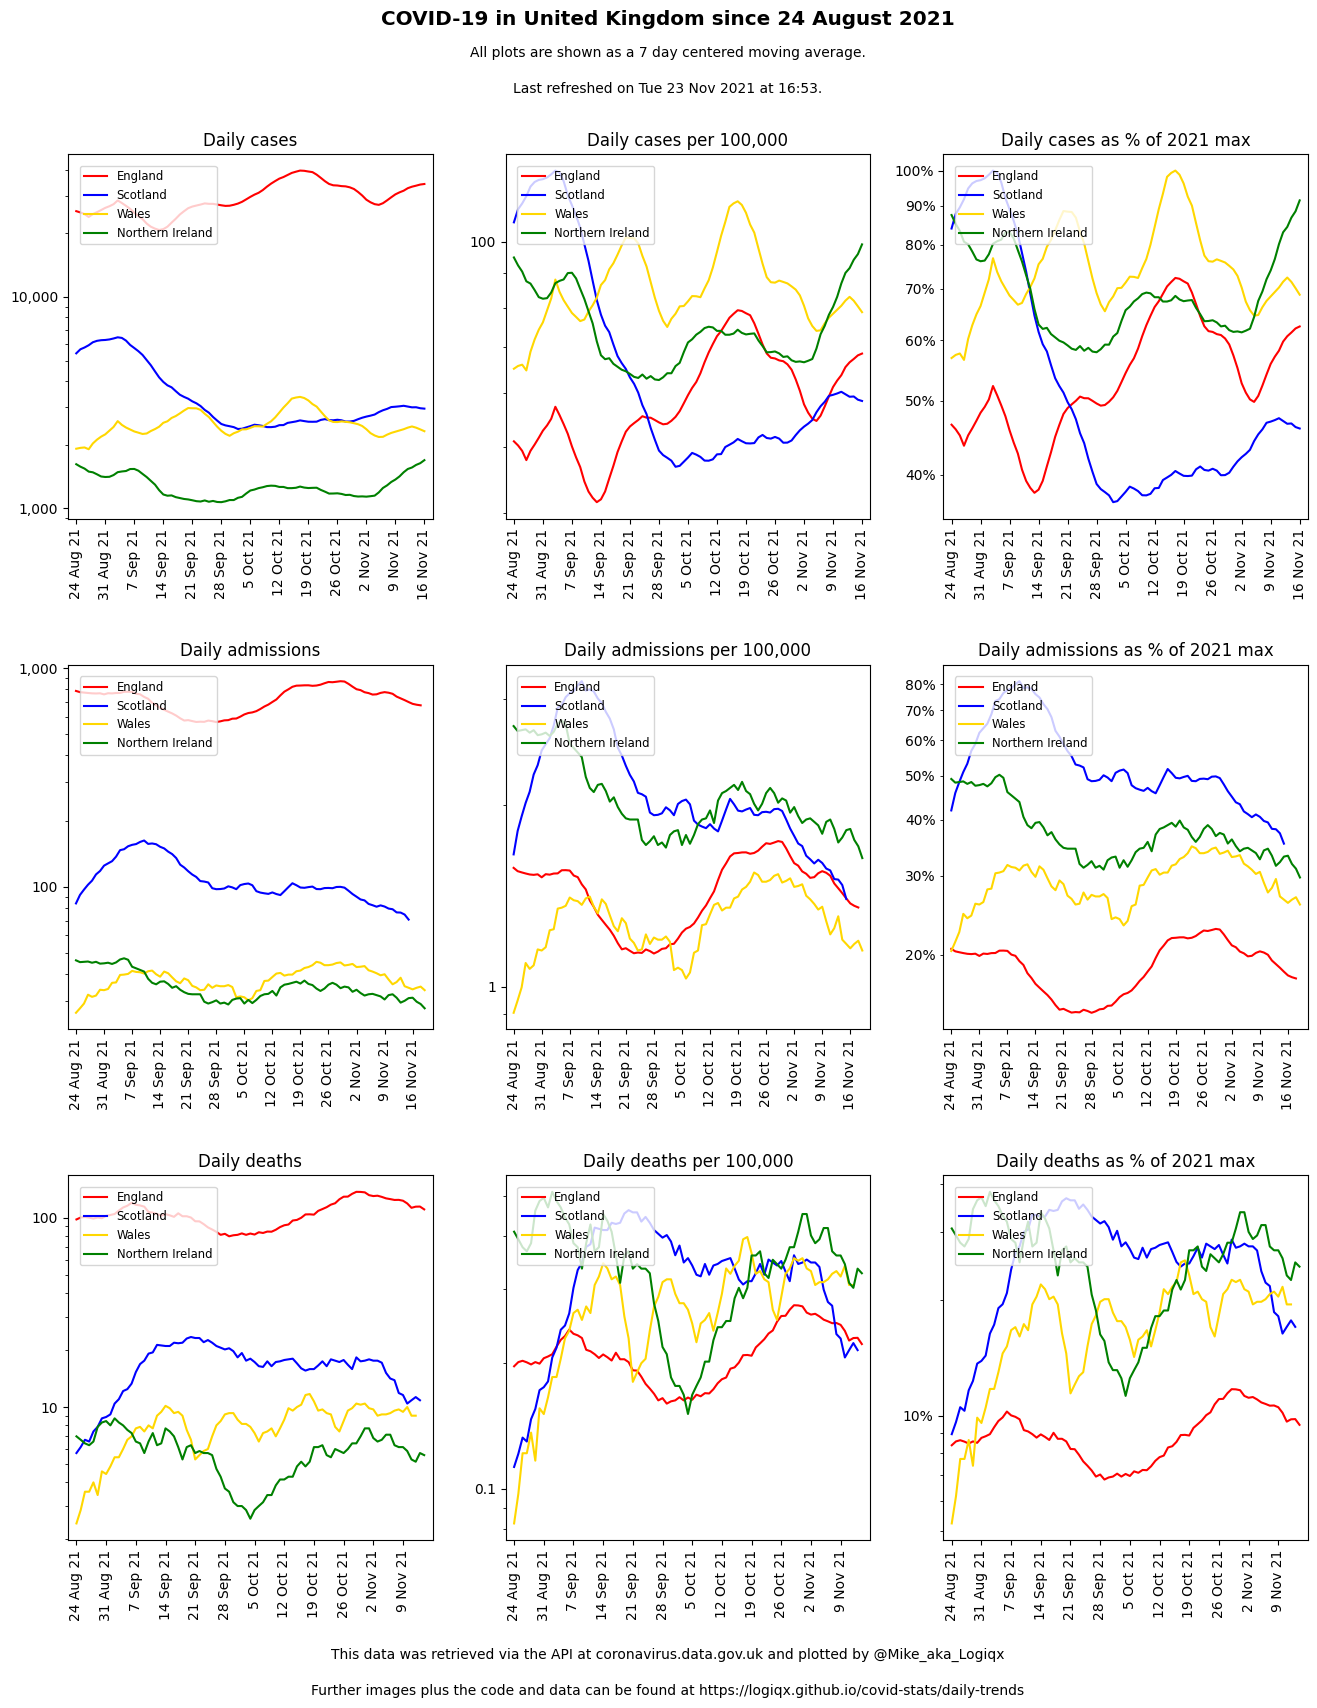 COVID-19 in United Kingdom since 24 August 2021
All plots are shown as a 7 day centered moving average.
Last refreshed on Tue 23 Nov 2021 at 16:53.
Daily cases
England
Scotland
Wales
Northern Ireland
10,000
1,000
24 Aug 21
31 Aug 21
7 Sep 21
14 Sep 21
21 Sep 21
28 Sep 21
5 Oct 21
12 Oct 21
19 Oct 21
26 Oct 21
2 Nov 21
9 Nov 21
16 Nov 21
Daily cases per 100,000
England
Scotland
Wales
Northern Ireland
100
24 Aug 21
31 Aug 21
7 Sep 21
14 Sep 21
21 Sep 21
28 Sep 21
5 Oct 21
12 Oct 21
19 Oct 21
26 Oct 21
2 Nov 21
9 Nov 21
16 Nov 21
Daily cases as % of 2021 max
England
Scotland
Wales
Northern Ireland
100%
90%
80%
70%
60%
50%
40%
24 Aug 21
31 Aug 21
7 Sep 21
14 Sep 21
21 Sep 21
28 Sep 21
5 Oct 21
12 Oct 21
19 Oct 21
26 Oct 21
2 Nov 21
9 Nov 21
16 Nov 21
Daily admissions
England
Scotland
Wales
Northern Ireland
1,000
100
24 Aug 21
31 Aug 21
7 Sep 21
14 Sep 21
21 Sep 21
28 Sep 21
5 Oct 21
12 Oct 21
19 Oct 21
26 Oct 21
2 Nov 21
9 Nov 21
16 Nov 21
Daily admissions per 100,000
England
Scotland
Wales
Northern Ireland
1
24 Aug 21
31 Aug 21
7 Sep 21
14 Sep 21
21 Sep 21
28 Sep 21
5 Oct 21
12 Oct 21
19 Oct 21
26 Oct 21
2 Nov 21
9 Nov 21
16 Nov 21
Daily admissions as % of 2021 max
England
Scotland
Wales
Northern Ireland
80%
70%
60%
50%
40%
30%
20%
24 Aug 21
31 Aug 21
7 Sep 21
14 Sep 21
21 Sep 21
28 Sep 21
5 Oct 21
12 Oct 21
19 Oct 21
26 Oct 21
2 Nov 21
9 Nov 21
16 Nov 21
Daily deaths
England
Scotland
Wales
Northern Ireland
100
10
24 Aug 21
31 Aug 21
7 Sep 21
14 Sep 21
21 Sep 21
28 Sep 21
5 Oct 21
12 Oct 21
19 Oct 21
26 Oct 21
2 Nov 21
9 Nov 21
Daily deaths per 100,000
England
Scotland
Wales
Northern Ireland
0.1
24 Aug 21
31 Aug 21
7 Sep 21
14 Sep 21
21 Sep 21
28 Sep 21
5 Oct 21
12 Oct 21
19 Oct 21
26 Oct 21
2 Nov 21
9 Nov 21
Daily deaths as % of 2021 max
England
Scotland
Wales
Northern Ireland
10%
24 Aug 21
31 Aug 21
7 Sep 21
14 Sep 21
21 Sep 21
28 Sep 21
5 Oct 21
12 Oct 21
19 Oct 21
26 Oct 21
2 Nov 21
9 Nov 21
This data was retrieved via the API at coronavirus.data.gov.uk and plotted by @Mike_aka_Logiqx
Further images plus the code and data can be found at https://logiqx.github.io/covid-stats/daily-trends